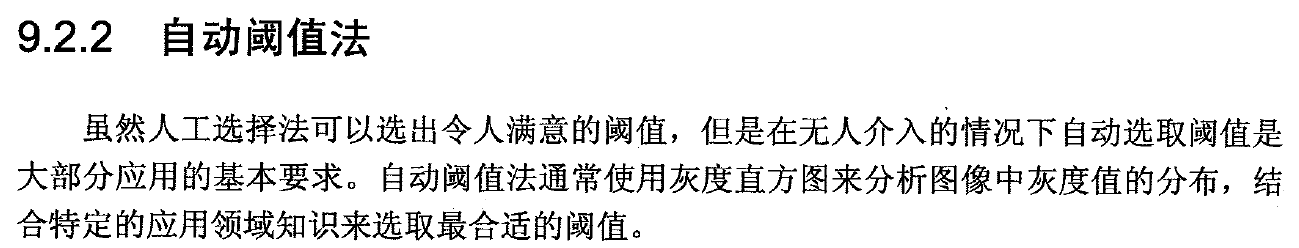 9.2.2 自动阈值法
虽然人工选择法可以选出令人满意的阈值，但是在无人介入的情况下自动选取阈值是
大部分应用的基本要求。自动阈值法通常使用灰度直方图来分析图像中灰度值的分布，结
合特定的应用领域知识来选取最合适的阈值。